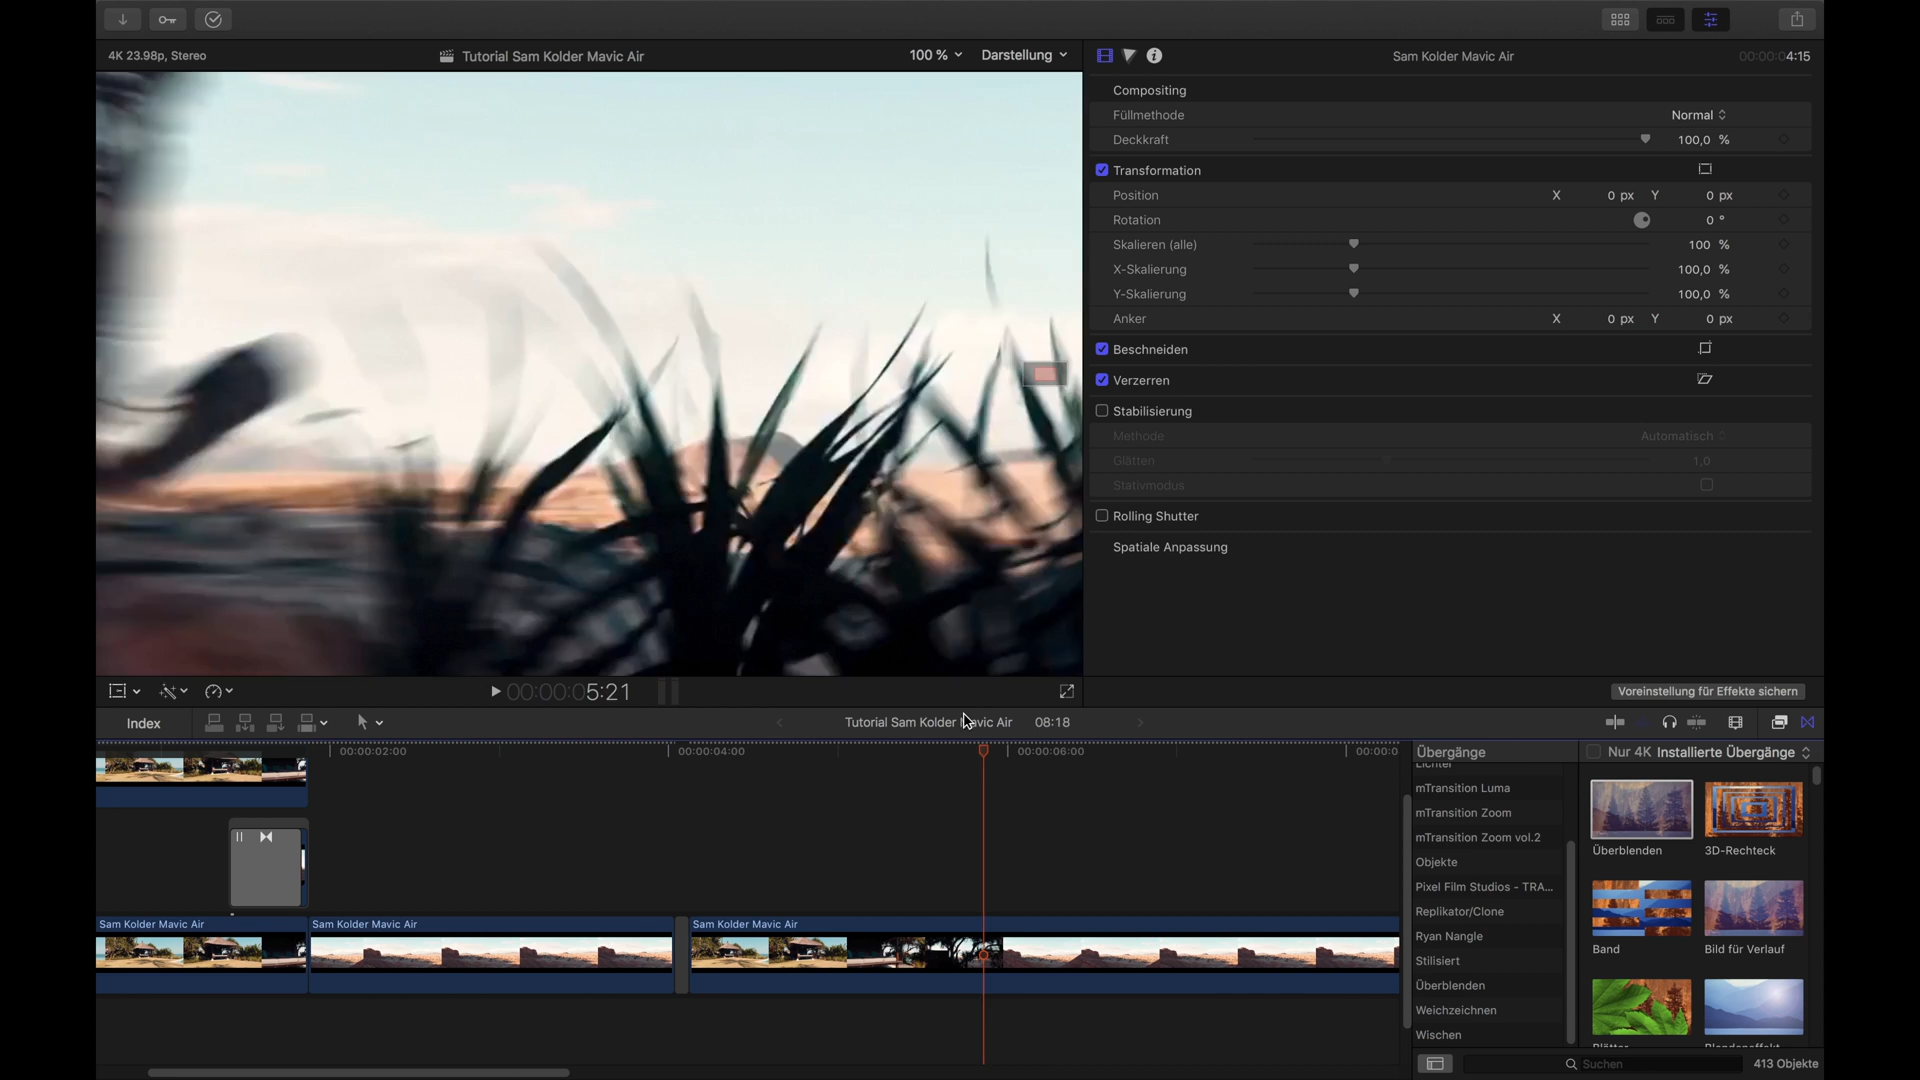 4K 23.98p, Stereo
Tutorial Sam Kolder Mavic Air
100 %
Darstellung
Sam Kolder Mavic Air
00:00:04:15
Compositing
Füllmethode
Normal
Deckkraft
100,0 %
Transformation
Position
X 0 px Y 0 px
Rotation
0 °
Skalieren (alle)
100 %
X-Skalierung
100,0 %
Y-Skalierung
100,0 %
Anker
X 0 px Y 0 px
Beschneiden
Verzerren
Stabilisierung
Methode
Automatisch
Glätten
1,0
Stativmodus
Rolling Shutter
Spatiale Anpassung
00:00:05:21
Voreinstellung für Effekte sichern
Index
Tutorial Sam Kolder Mavic Air
08:18
00:00:02:00
00:00:04:00
00:00:06:00
00:00:0
Sam Kolder Mavic Air
Sam Kolder Mavic Air
Sam Kolder Mavic Air
Übergänge
Nur 4K
Installierte Übergänge
Lichter
mTransition Luma
mTransition Zoom
mTransition Zoom vol.2
Objekte
Pixel Film Studios - TRA...
Replikator/Clone
Ryan Nangle
Stilisiert
Überblenden
Weichzeichnen
Wischen
Überblenden
3D-Rechteck
Band
Bild für Verlauf
Blätter
Blendeneffekt
Suchen
413 Objekte